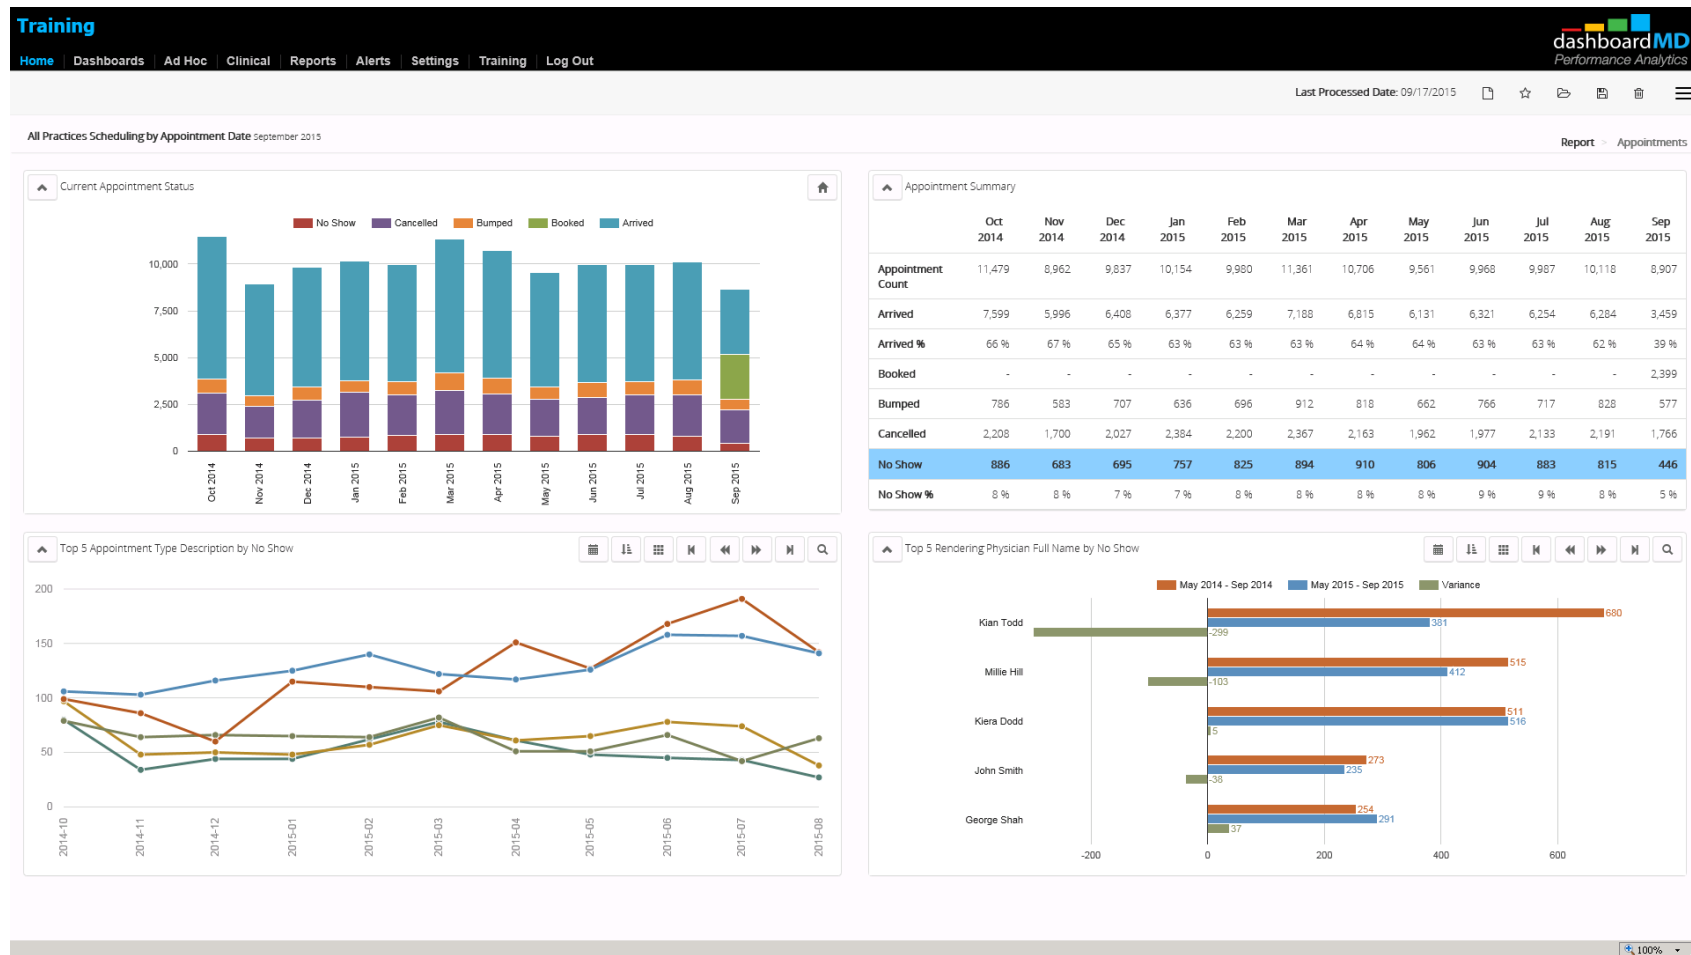 Training
dashboardMD
Performance Analytics
Home Dashboards Ad Hoc Clinical Reports Alerts Settings Training Log Out
Last Processed Date: 09/17/2015
All Practices Scheduling by Appointment Date September 2015
Report > Appointments
Current Appointment Status
No Show Cancelled Bumped Booked Arrived
10,000
7,500
5,000
2,500
0
Oct 2014 Nov 2014 Dec 2014 Jan 2015 Feb 2015 Mar 2015 Apr 2015 May 2015 Jun 2015 Jul 2015 Aug 2015 Sep 2015
Appointment Summary
Oct Nov Dec Jan Feb Mar Apr May Jun Jul Aug Sep
2014 2014 2014 2015 2015 2015 2015 2015 2015 2015 2015 2015
Appointment 11,479 8,962 9,837 10,154 9,980 11,361 10,706 9,561 9,968 9,987 10,118 8,907
Count
Arrived 7,599 5,996 6,408 6,377 6,259 7,188 6,815 6,131 6,321 6,254 6,284 3,459
Arrived % 66 % 67 % 65 % 63 % 63 % 63 % 64 % 64 % 63 % 63 % 62 % 39 %
Booked - - - - - - - - - - - 2,399
Bumped 786 583 707 636 696 912 818 662 766 717 828 577
Cancelled 2,208 1,700 2,027 2,384 2,200 2,367 2,163 1,962 1,977 2,133 2,191 1,766
No Show 886 683 695 757 825 894 910 806 904 883 815 446
No Show % 8 % 8 % 7 % 7 % 8 % 8 % 8 % 8 % 9 % 9 % 8 % 5 %
Top 5 Appointment Type Description by No Show
200
150
100
50
0
2014-10 2014-11 2014-12 2015-01 2015-02 2015-03 2015-04 2015-05 2015-06 2015-07 2015-08
Top 5 Rendering Physician Full Name by No Show
May 2014 - Sep 2014 May 2015 - Sep 2015 Variance
680
Kian Todd 381
-299
515
Millie Hill 412
-103
511
Kiera Dodd 516
5
273
John Smith 235
-38
254
George Shah 291
37
-200 0 200 400 600
100%